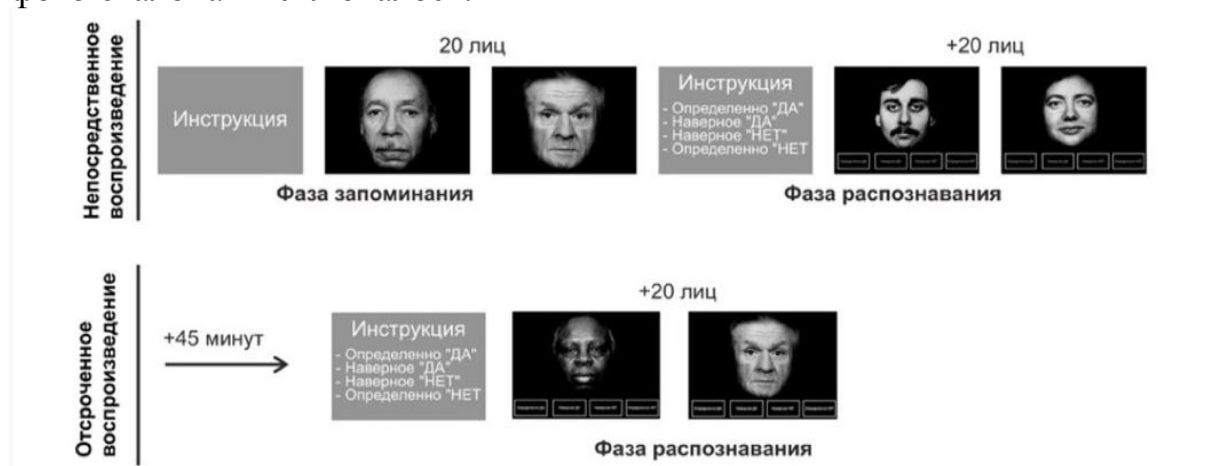 Непосредственное
воспроизведение
20 лиц
+20 лиц
Инструкция
Инструкция
- Определенно "ДА"
- Наверное "ДА"
- Наверное "НЕТ"
- Определенно "НЕТ
Фаза запоминания
Фаза распознавания
Отсроченное
воспроизведение
+45 минут
+20 лиц
Инструкция
- Определенно "ДА"
- Наверное "ДА"
- Наверное "НЕТ"
- Определенно "НЕТ
Фаза распознавания